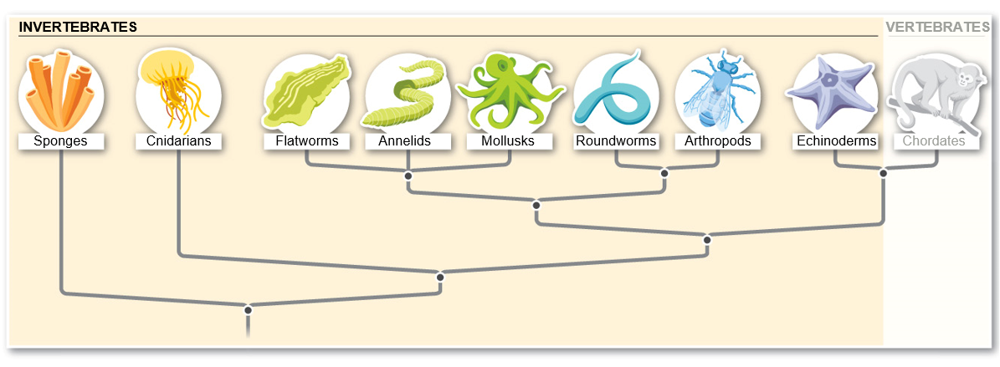 INVERTEBRATES
VERTEBRATES
Sponges
Cnidarians
Flatworms
Annelids
Mollusks
Roundworms
Arthropods
Echinoderms
Chordates